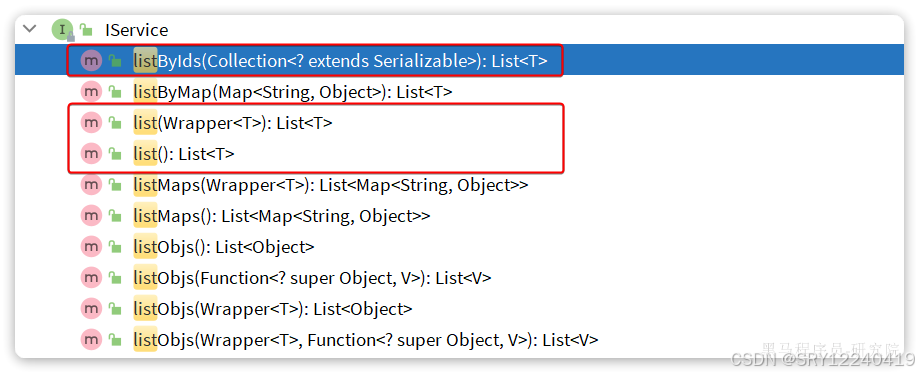 IService
m listByIds(Collection<? extends Serializable>): List<T>
m listByMap(Map<String, Object>): List<T>
m list(Wrapper<T>): List<T>
m list(): List<T>
m listMaps(Wrapper<T>): List<Map<String, Object>>
m listMaps(): List<Map<String, Object>>
m listObjs(): List<Object>
m listObjs(Function<? super Object, V>): List<V>
m listObjs(Wrapper<T>): List<Object>
m listObjs(Wrapper<T>, Function<? super Object, V>): List<V>
黑马程序员-研究院
CSDN @SRY12240419